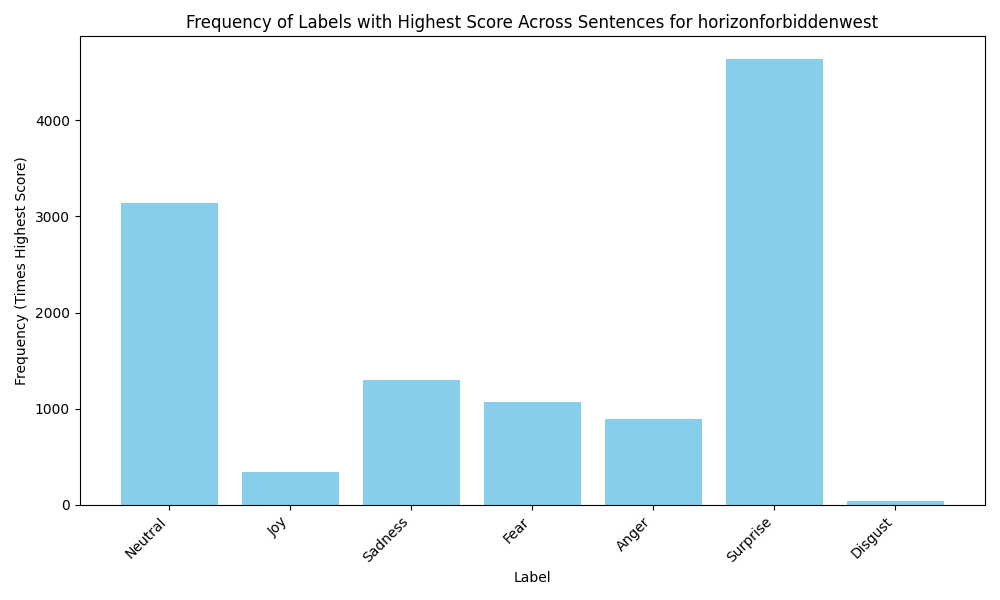 Frequency of Labels with Highest Score Across Sentences for horizonforbiddenwest
Frequency (Times Highest Score)
4000
3000
2000
1000
0
Neutral
Joy
Sadness
Fear
Anger
Surprise
Disgust
Label